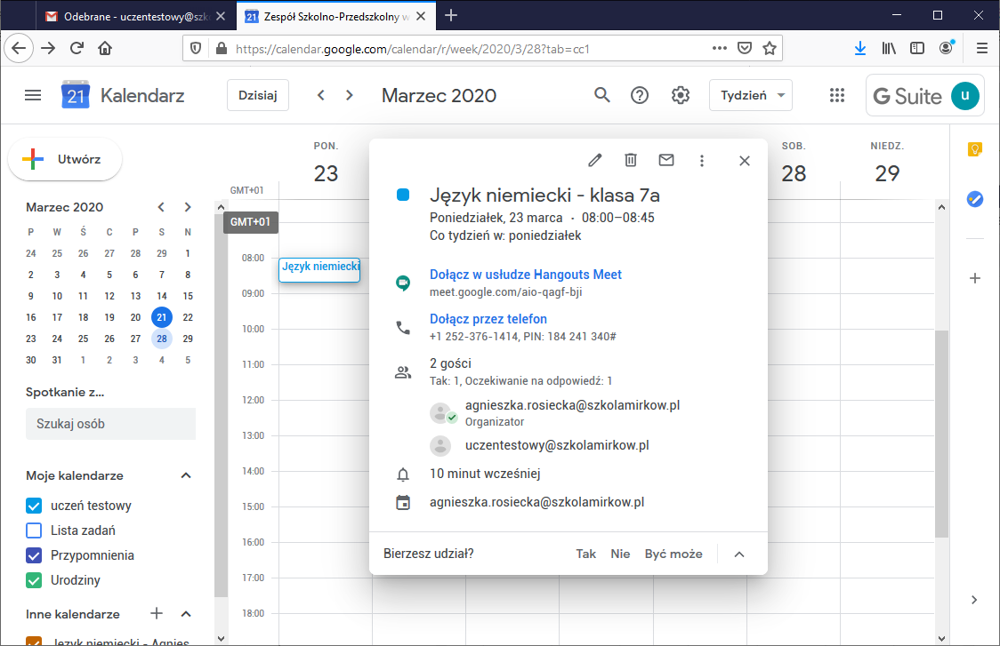 Odebrane - uczentestowy@szk
Zespół Szkolno-Przedszkolny w
https://calendar.google.com/calendar/r/week/2020/3/28?tab=cc1
21
Kalendarz
Dzisiaj
Marzec 2020
Tydzień
G Suite
u
Utwórz
PON.
23
SOB.
28
NIEDZ.
29
GMT+01
GMT+01
Marzec 2020
P W Ś C P S N
24 25 26 27 28 29 1
2 3 4 5 6 7 8
9 10 11 12 13 14 15
16 17 18 19 20 21 22
23 24 25 26 27 28 29
30 31 1 2 3 4 5
Spotkanie z...
Szukaj osób
Moje kalendarze
uczeń testowy
Lista zadań
Przypomnienia
Urodziny
Inne kalendarze
Język niemiecki - Agnies
08:00
Język niemiecki
09:00
10:00
11:00
12:00
13:00
14:00
15:00
16:00
17:00
18:00
Język niemiecki - klasa 7a
Poniedziałek, 23 marca · 08:00–08:45
Co tydzień w: poniedziałek
Dołącz w usłudze Hangouts Meet
meet.google.com/aio-qagf-bji
Dołącz przez telefon
+1 252-376-1414, PIN: 184 241 340#
2 gości
Tak: 1, Oczekiwanie na odpowiedź: 1
agnieszka.rosiecka@szkolamirkow.pl
Organizator
uczentestowy@szkolamirkow.pl
10 minut wcześniej
agnieszka.rosiecka@szkolamirkow.pl
Bierzesz udział?
Tak Nie Być może